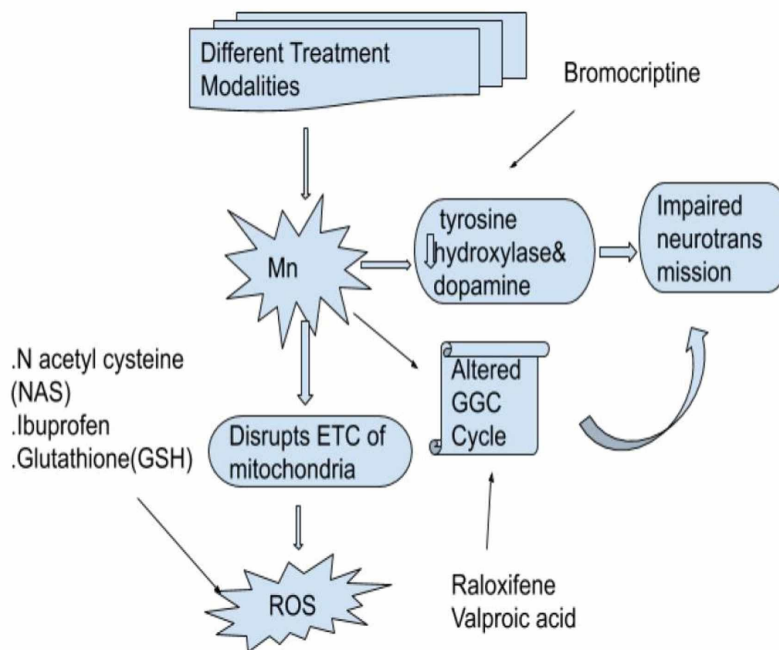 Different Treatment
Modalities
Bromocriptine
tyrosine
hydroxylase&
dopamine
Impaired
neurotrans
mission
Mn
.N acetyl cysteine
(NAS)
.Ibuprofen
.Glutathione(GSH)
Disrupts ETC of
mitochondria
Altered
GGC
Cycle
ROS
Raloxifene
Valproic acid